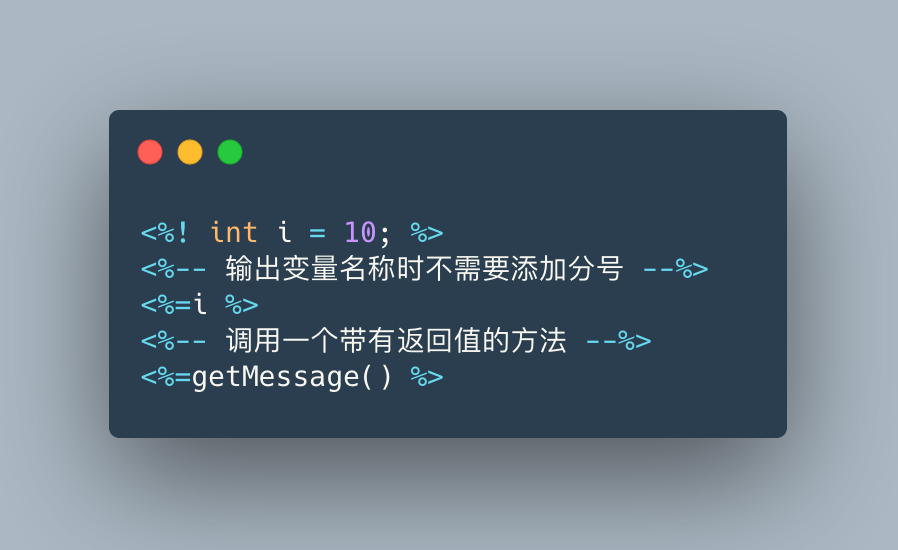 <%! int i = 10; %>
<%-- 输出变量名称时不需要添加分号 --%>
<%=i %>
<%-- 调用一个带有返回值的方法 --%>
<%=getMessage() %>